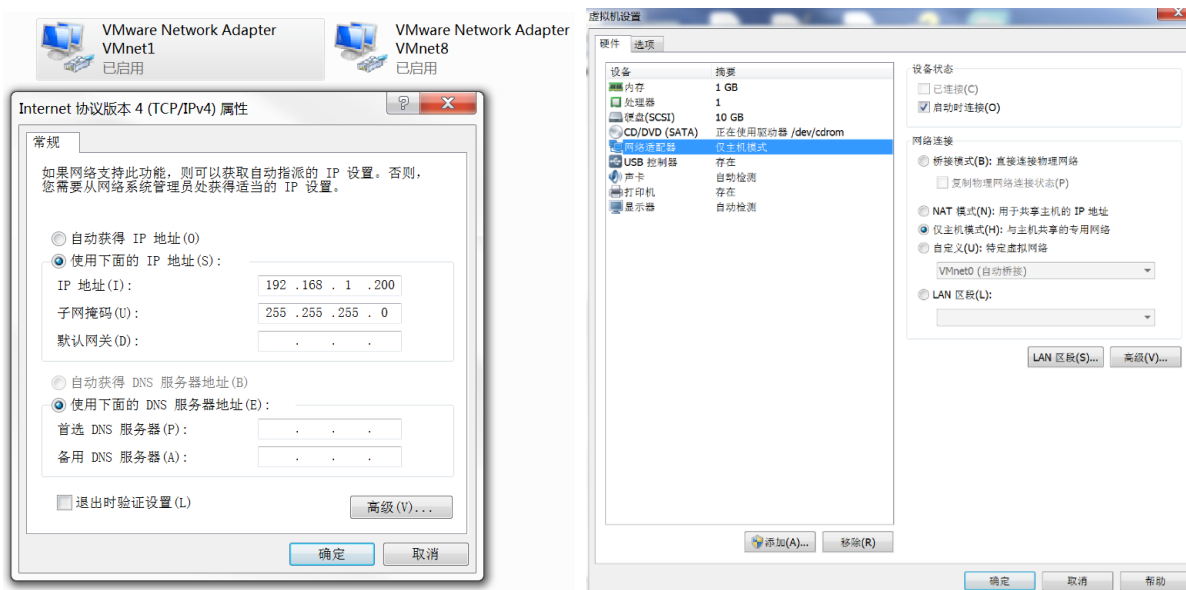 VMware Network Adapter
VMnet1
已启用
VMware Network Adapter
VMnet8
已启用
Internet 协议版本 4 (TCP/IPv4) 属性
常规
如果网络支持此功能，则可以获取自动指派的 IP 设置。否则，
您需要从网络系统管理员处获得适当的 IP 设置。
自动获得 IP 地址(O)
使用下面的 IP 地址(S):
IP 地址(I): 192 .168 . 1 .200
子网掩码(U): 255 .255 .255 . 0
默认网关(D): . . .
自动获得 DNS 服务器地址(B)
使用下面的 DNS 服务器地址(E):
首选 DNS 服务器(P): . . .
备用 DNS 服务器(A): . . .
退出时验证设置(L)
高级(V)...
确定 取消
虚拟机设置
硬件 选项
设备 摘要
内存 1 GB
处理器 1
硬盘(SCSI) 10 GB
CD/DVD (SATA) 正在使用驱动器 /dev/cdrom
网络适配器 仅主机模式
USB 控制器 存在
声卡 自动检测
打印机 存在
显示器 自动检测
添加(A)... 移除(R)
设备状态
已连接(C)
启动时连接(O)
网络连接
桥接模式(B): 直接连接物理网络
复制物理网络连接状态(P)
NAT 模式(N): 用于共享主机的 IP 地址
仅主机模式(H): 与主机共享的专用网络
自定义(U): 特定虚拟网络
VMnet0 (自动桥接)
LAN 区段(L):
LAN 区段(S)... 高级(V)...
确定 取消 帮助